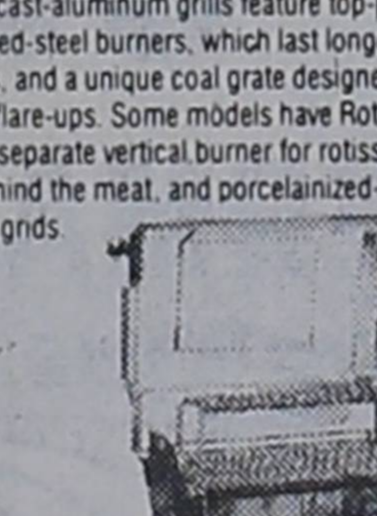 cast-aluminum grills feature top-
ed-steel burners, which last long
, and a unique coal grate designe
flare-ups. Some models have Rot
separate vertical burner for rotiss
hind the meat, and porcelainized-
grids.